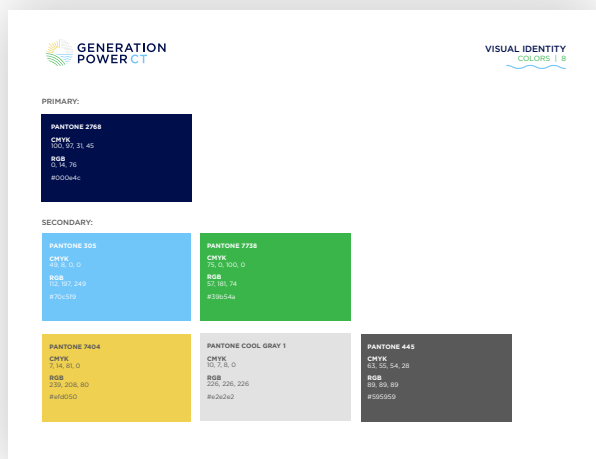 GENERATION
POWER CT
VISUAL IDENTITY
COLORS | 8
PRIMARY:
PANTONE 2768
CMYK
100, 97, 31, 45
RGB
0, 14, 76
#000e4c
SECONDARY:
PANTONE 305
CMYK
49, 8, 0, 0
RGB
112, 197, 249
#70c5f9
PANTONE 7738
CMYK
75, 0, 100, 0
RGB
57, 181, 74
#39b54a
PANTONE 7404
CMYK
7, 14, 81, 0
RGB
239, 208, 80
#efd050
PANTONE COOL GRAY 1
CMYK
10, 7, 8, 0
RGB
226, 226, 226
#e2e2e2
PANTONE 445
CMYK
63, 55, 54, 28
RGB
89, 89, 89
#595959